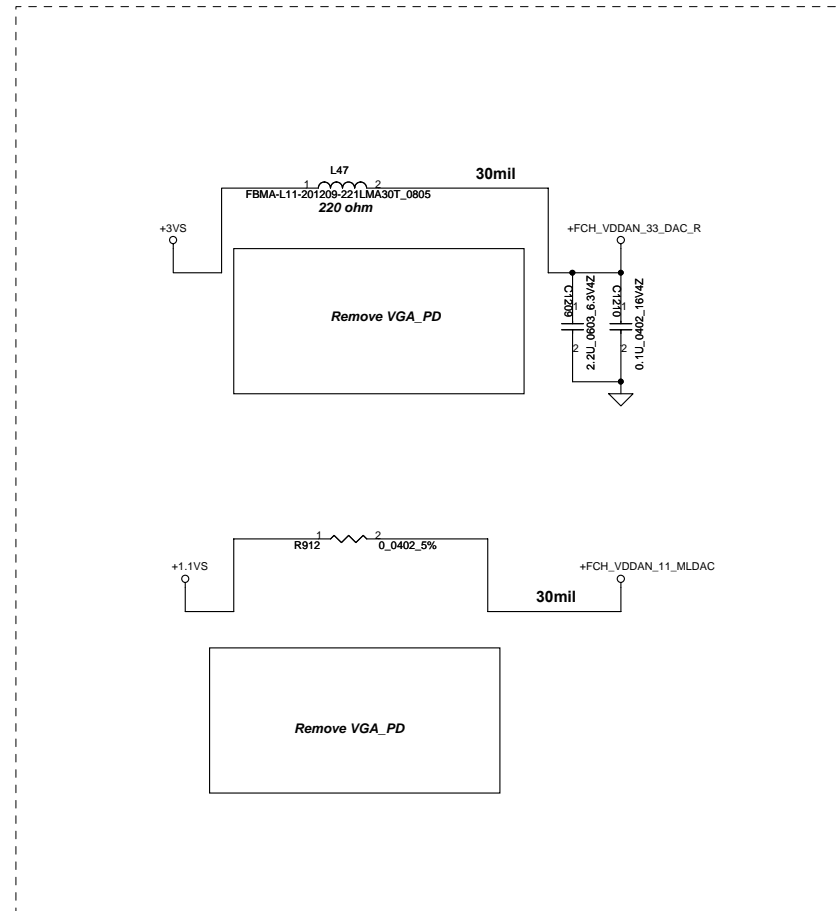 L47
1 2
30mil
FBMA-L11-201209-221LMA30T_0805
220 ohm
+3VS
+FCH_VDDAN_33_DAC_R
Remove VGA_PD
C1209
1
2
2.2U_0603_6.3V4Z
C1210
1
2
0.1U_0402_16V4Z
1 2
R912
0_0402_5%
+1.1VS
+FCH_VDDAN_11_MLDAC
30mil
Remove VGA_PD